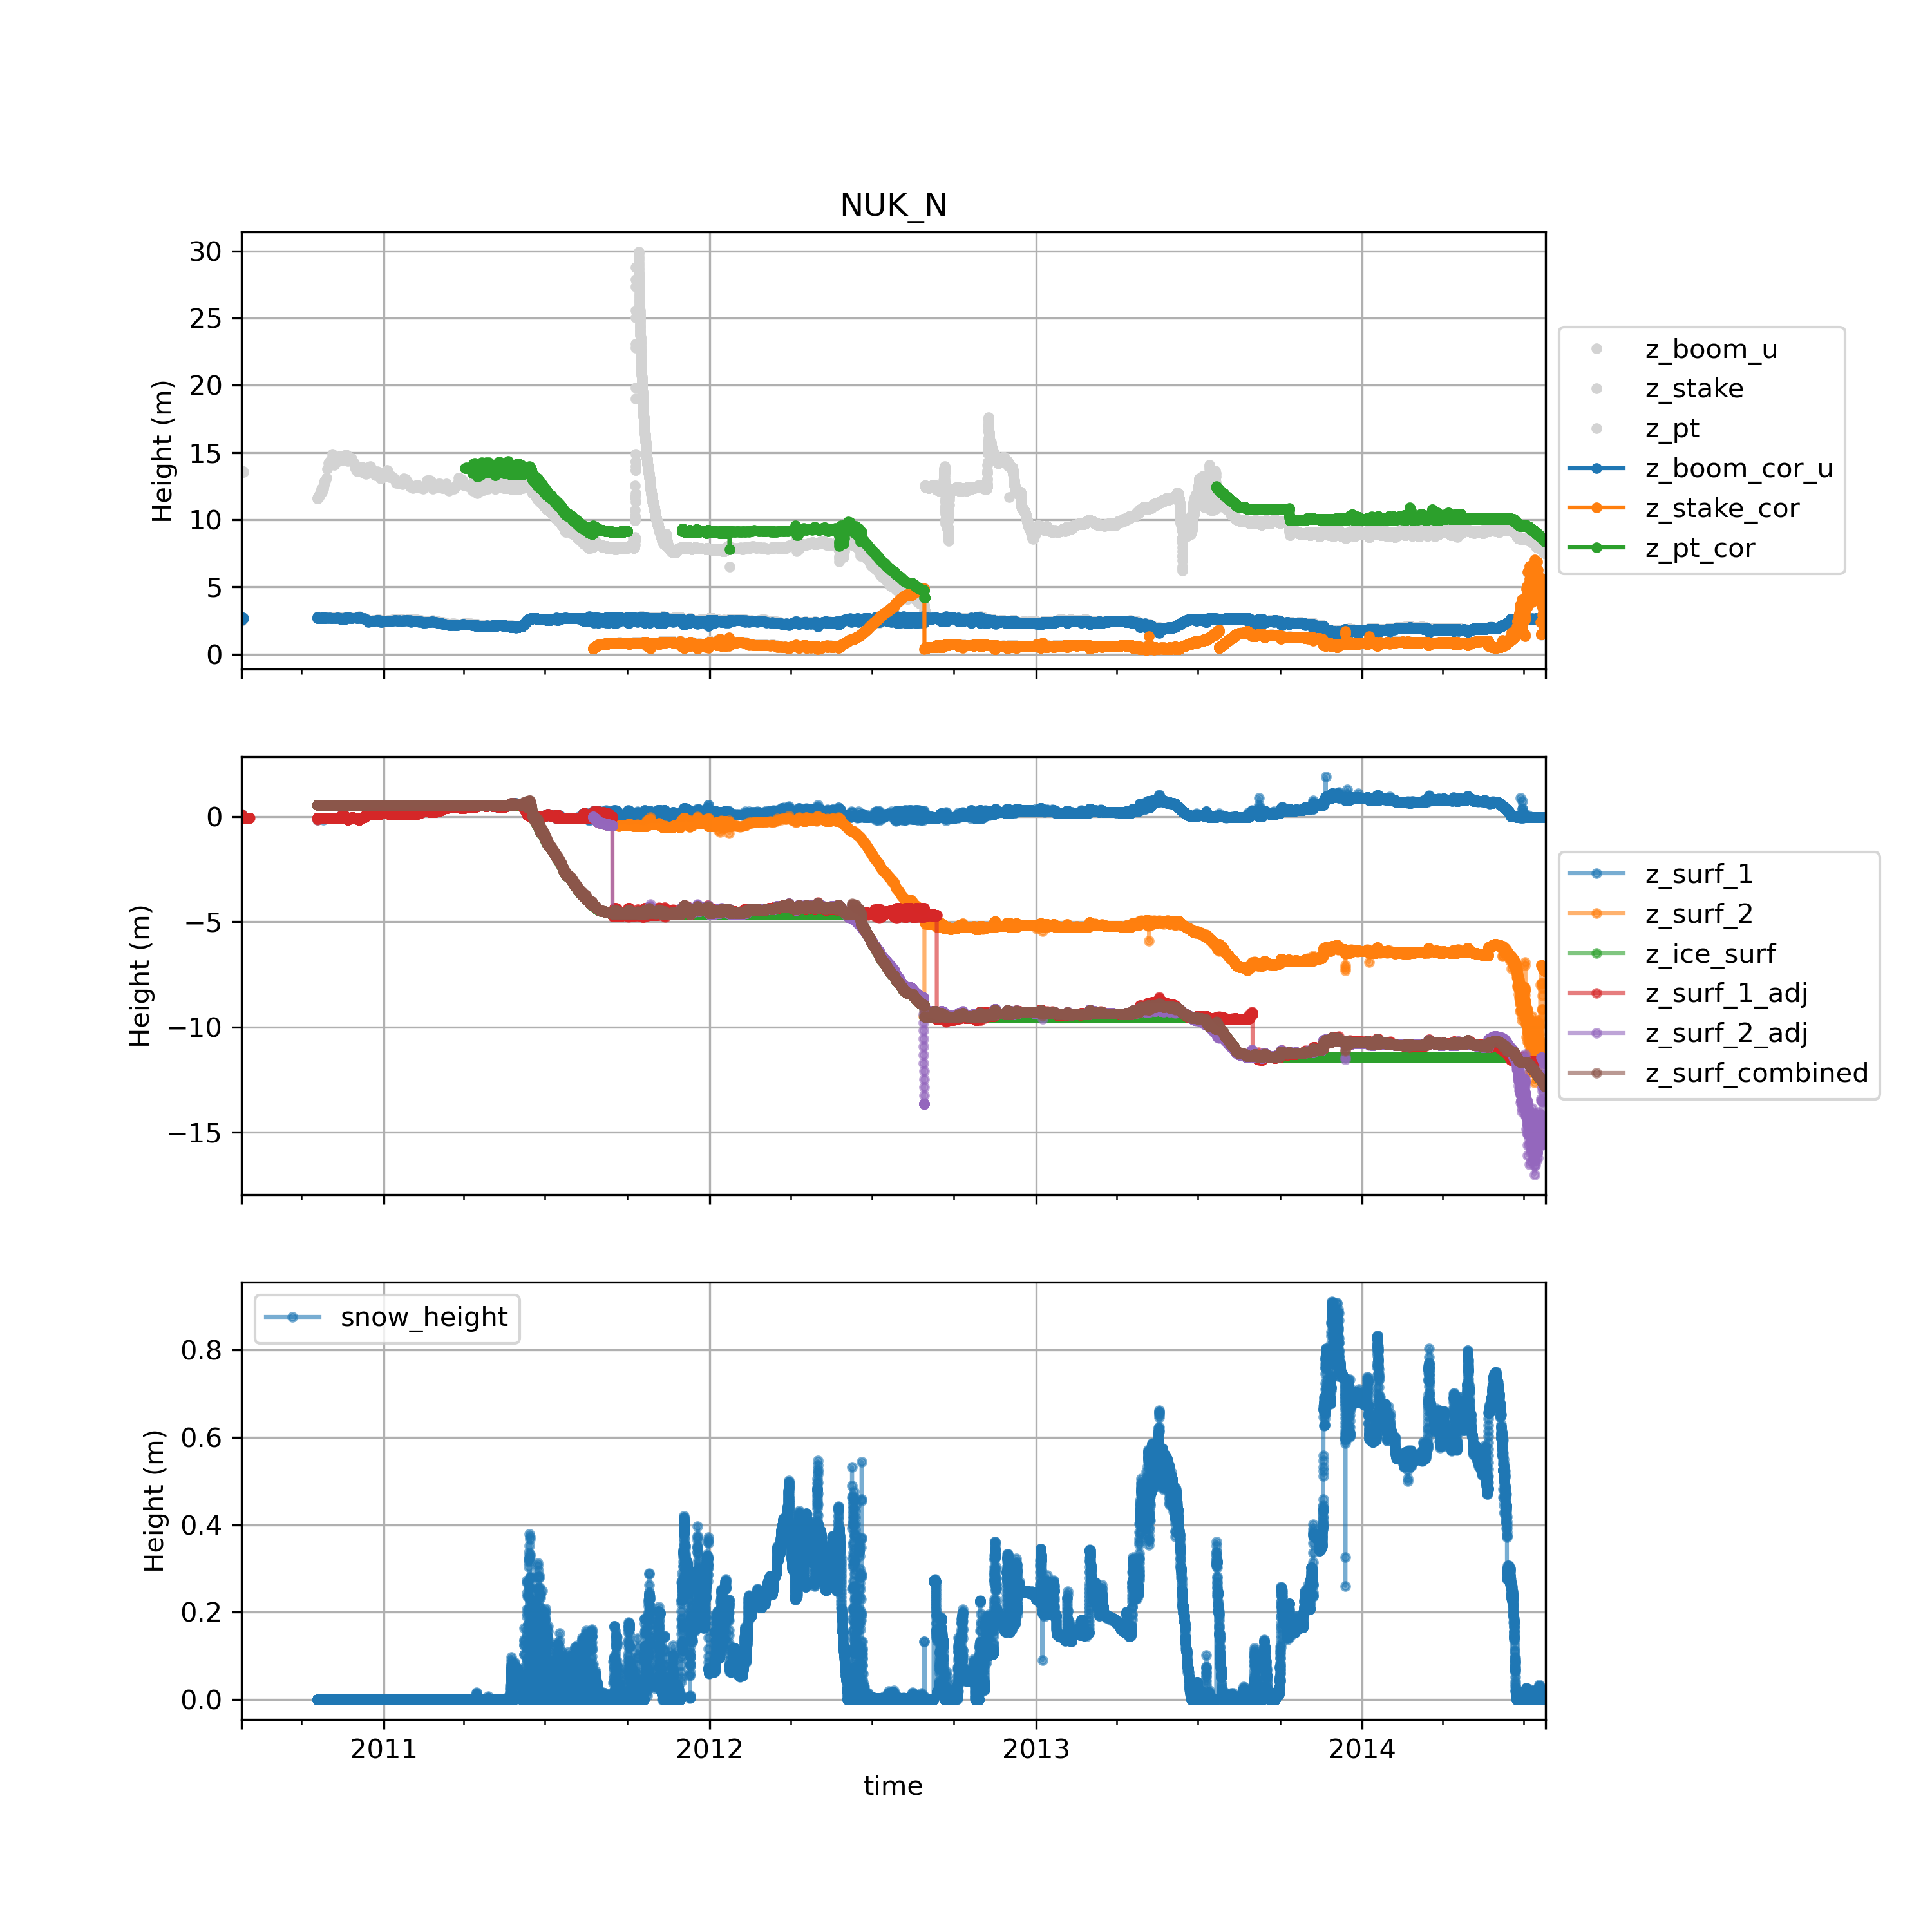 NUK_N
30
25
20
15
10
5
0
Height (m)
z_boom_u
z_stake
z_pt
z_boom_cor_u
z_stake_cor
z_pt_cor
0
−5
−10
−15
Height (m)
z_surf_1
z_surf_2
z_ice_surf
z_surf_1_adj
z_surf_2_adj
z_surf_combined
snow_height
0.8
0.6
0.4
0.2
0.0
Height (m)
2011 2012 2013 2014
time